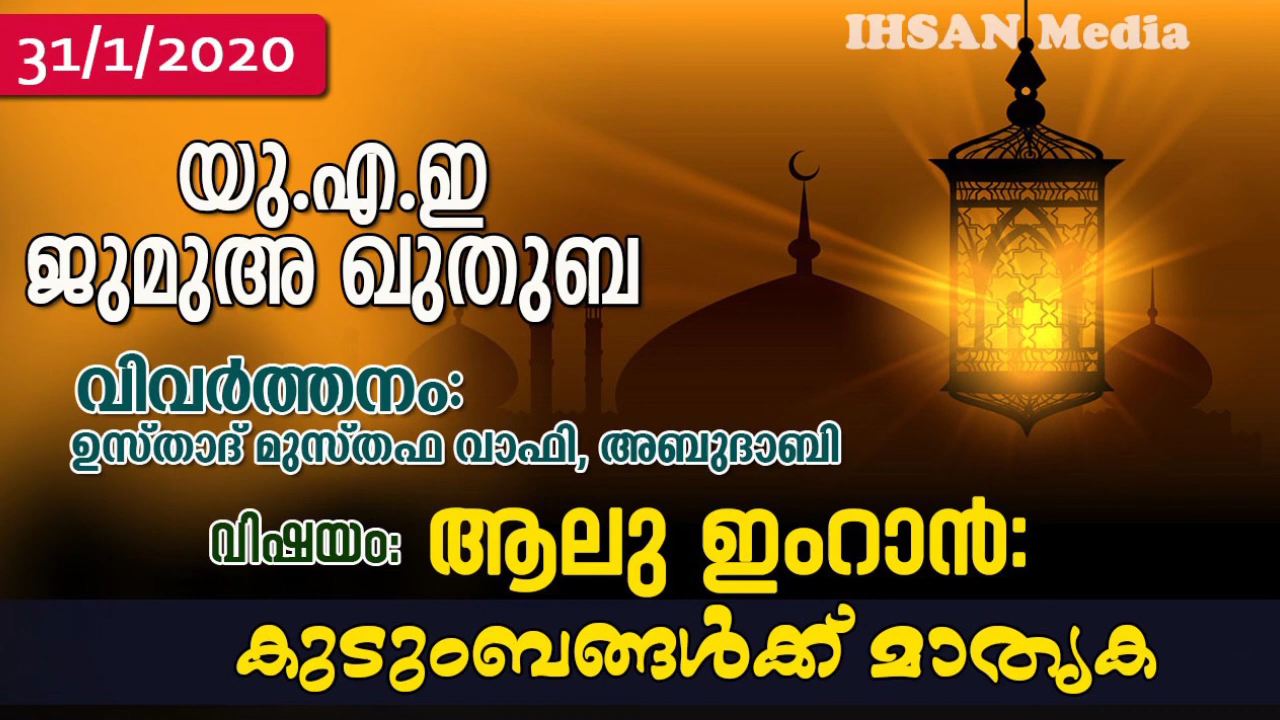 31/1/2020
IHSAN Media
യു.എ.ഇ
ജുമുഅ ഖുതുബ
വിവർത്തനം:
ഉസ്താദ് മുസ്തഫ വാഫി, അബുദാബി
വിഷയം: ആലു ഇംറാൻ:
കുടുംബങ്ങൾക്ക് മാതൃക